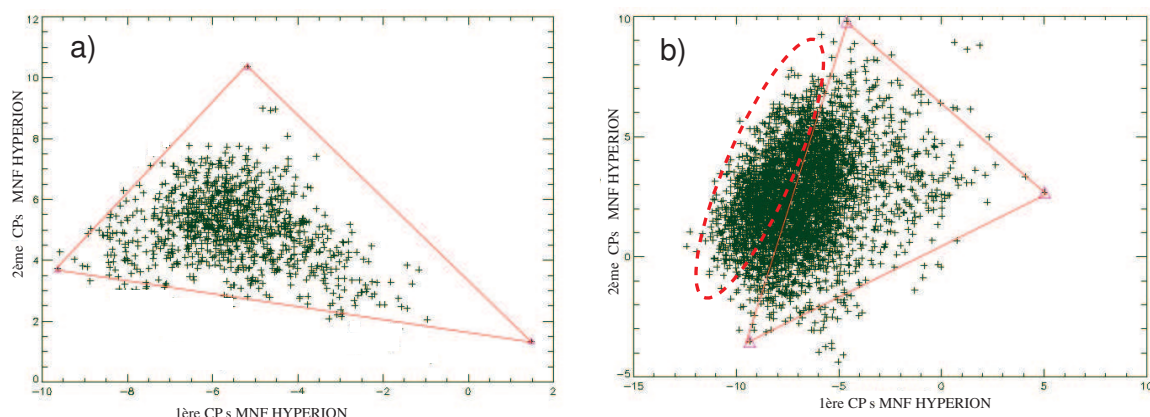 a)
2ème CPs MNF HYPERION
12
10
8
6
4
2
0
-10 -8 -6 -4 -2 0 2
1ère CP s MNF HYPERION
b)
2ème CPs MNF HYPERION
10
5
0
-5
-15 -10 -5 0 5 10
1ère CP s MNF HYPERION